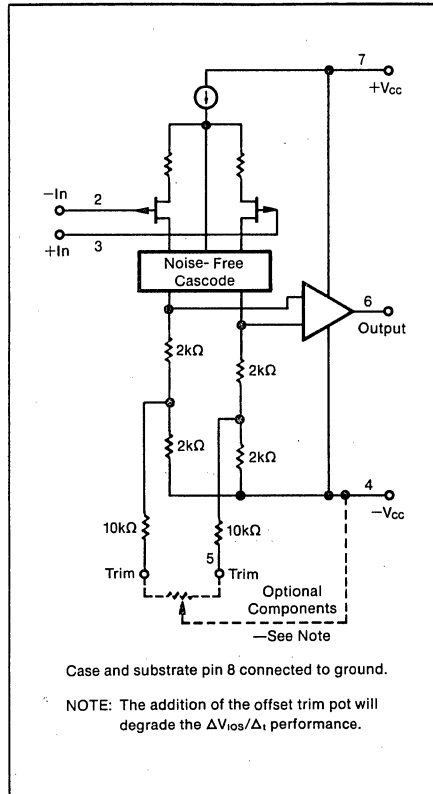 7
+Vcc
−In
2
+In
3
Noise-Free
Cascode
6
Output
2kΩ
2kΩ
2kΩ
2kΩ
4
−Vcc
10kΩ
10kΩ
5
Trim
Trim
Optional
Components
—See Note
Case and substrate pin 8 connected to ground.
NOTE: The addition of the offset trim pot will
degrade the ΔV₁₀s/Δₜ performance.